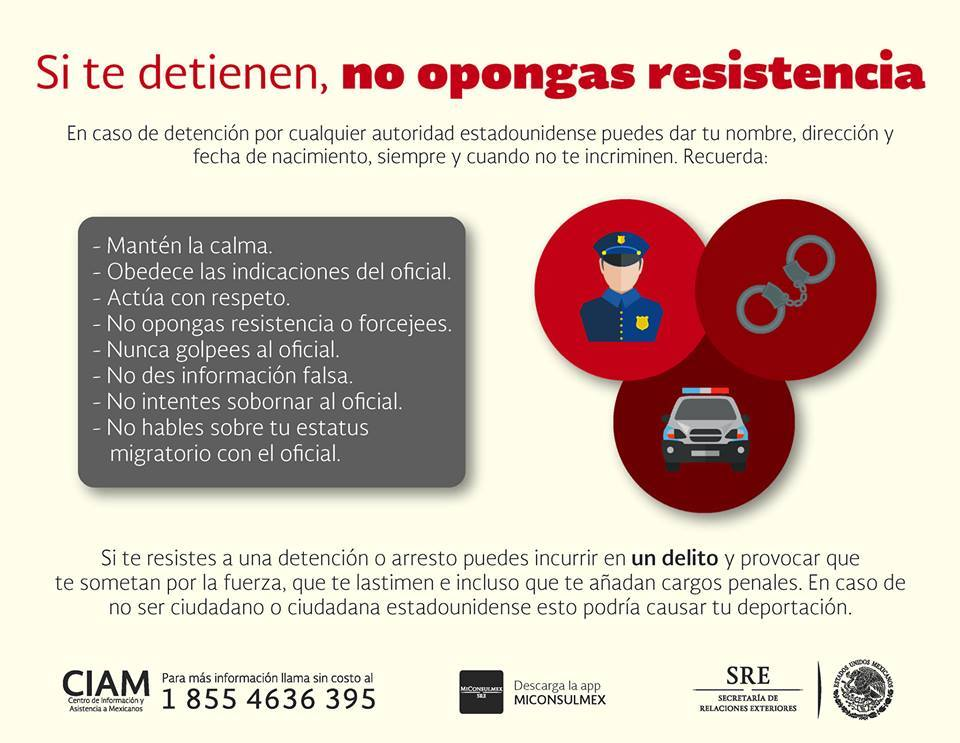 Si te detienen, no opongas resistencia
En caso de detención por cualquier autoridad estadounidense puedes dar tu nombre, dirección y
fecha de nacimiento, siempre y cuando no te incriminen. Recuerda:
- Mantén la calma.
- Obedece las indicaciones del oficial.
- Actúa con respeto.
- No opongas resistencia o forcejees.
- Nunca golpees al oficial.
- No des información falsa.
- No intentes sobornar al oficial.
- No hables sobre tu estatus
migratorio con el oficial.
Si te resistes a una detención o arresto puedes incurrir en un delito y provocar que
te sometan por la fuerza, que te lastimen e incluso que te añadan cargos penales. En caso de
no ser ciudadano o ciudadana estadounidense esto podría causar tu deportación.
CIAM
Centro de Información y
Asistencia a Mexicanos
Para más información llama sin costo al
1 855 4636 395
MICONSULMEX
SRE
Descarga la app
MICONSULMEX
SRE
SECRETARÍA DE
RELACIONES EXTERIORES
ESTADOS UNIDOS MEXICANOS